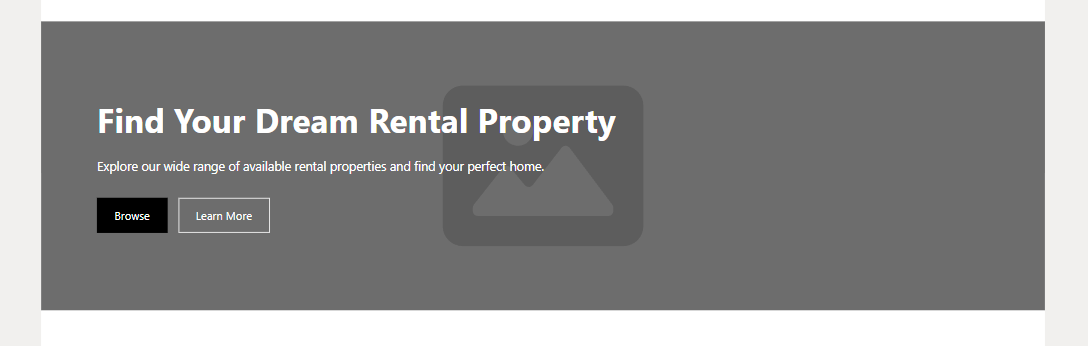 Find Your Dream Rental Property
Explore our wide range of available rental properties and find your perfect home.
Browse
Learn More